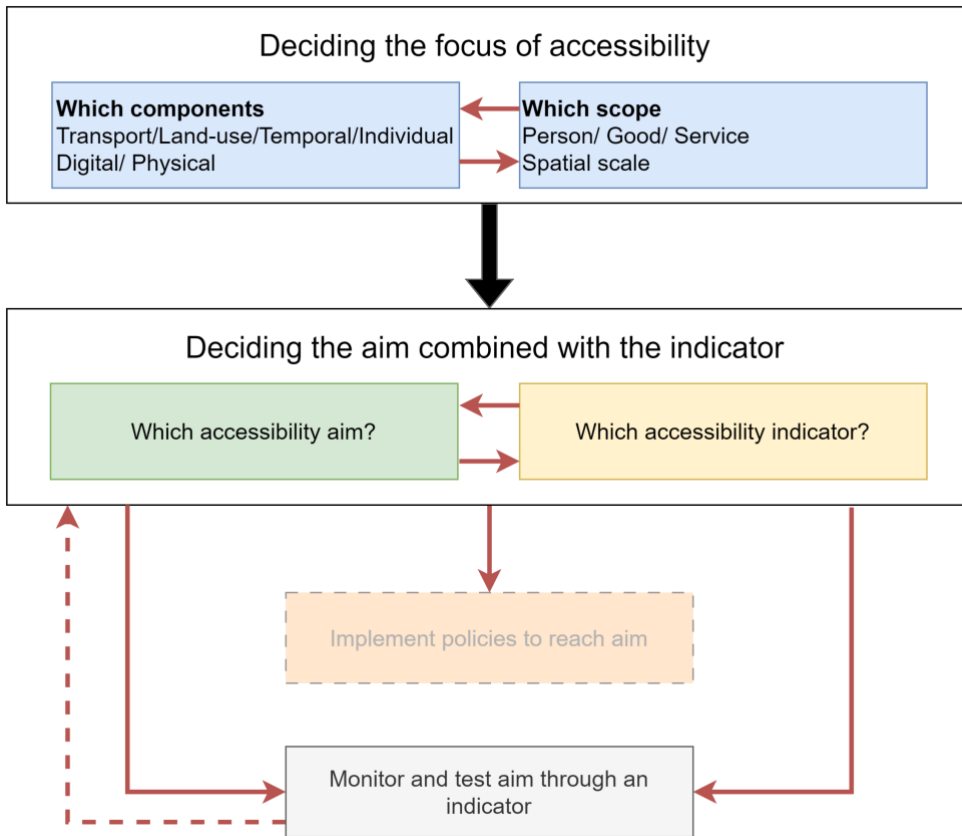 Deciding the focus of accessibility
Which components
Transport/Land-use/Temporal/Individual
Digital/ Physical
Which scope
Person/ Good/ Service
Spatial scale
Deciding the aim combined with the indicator
Which accessibility aim?
Which accessibility indicator?
Implement policies to reach aim
Monitor and test aim through an
indicator